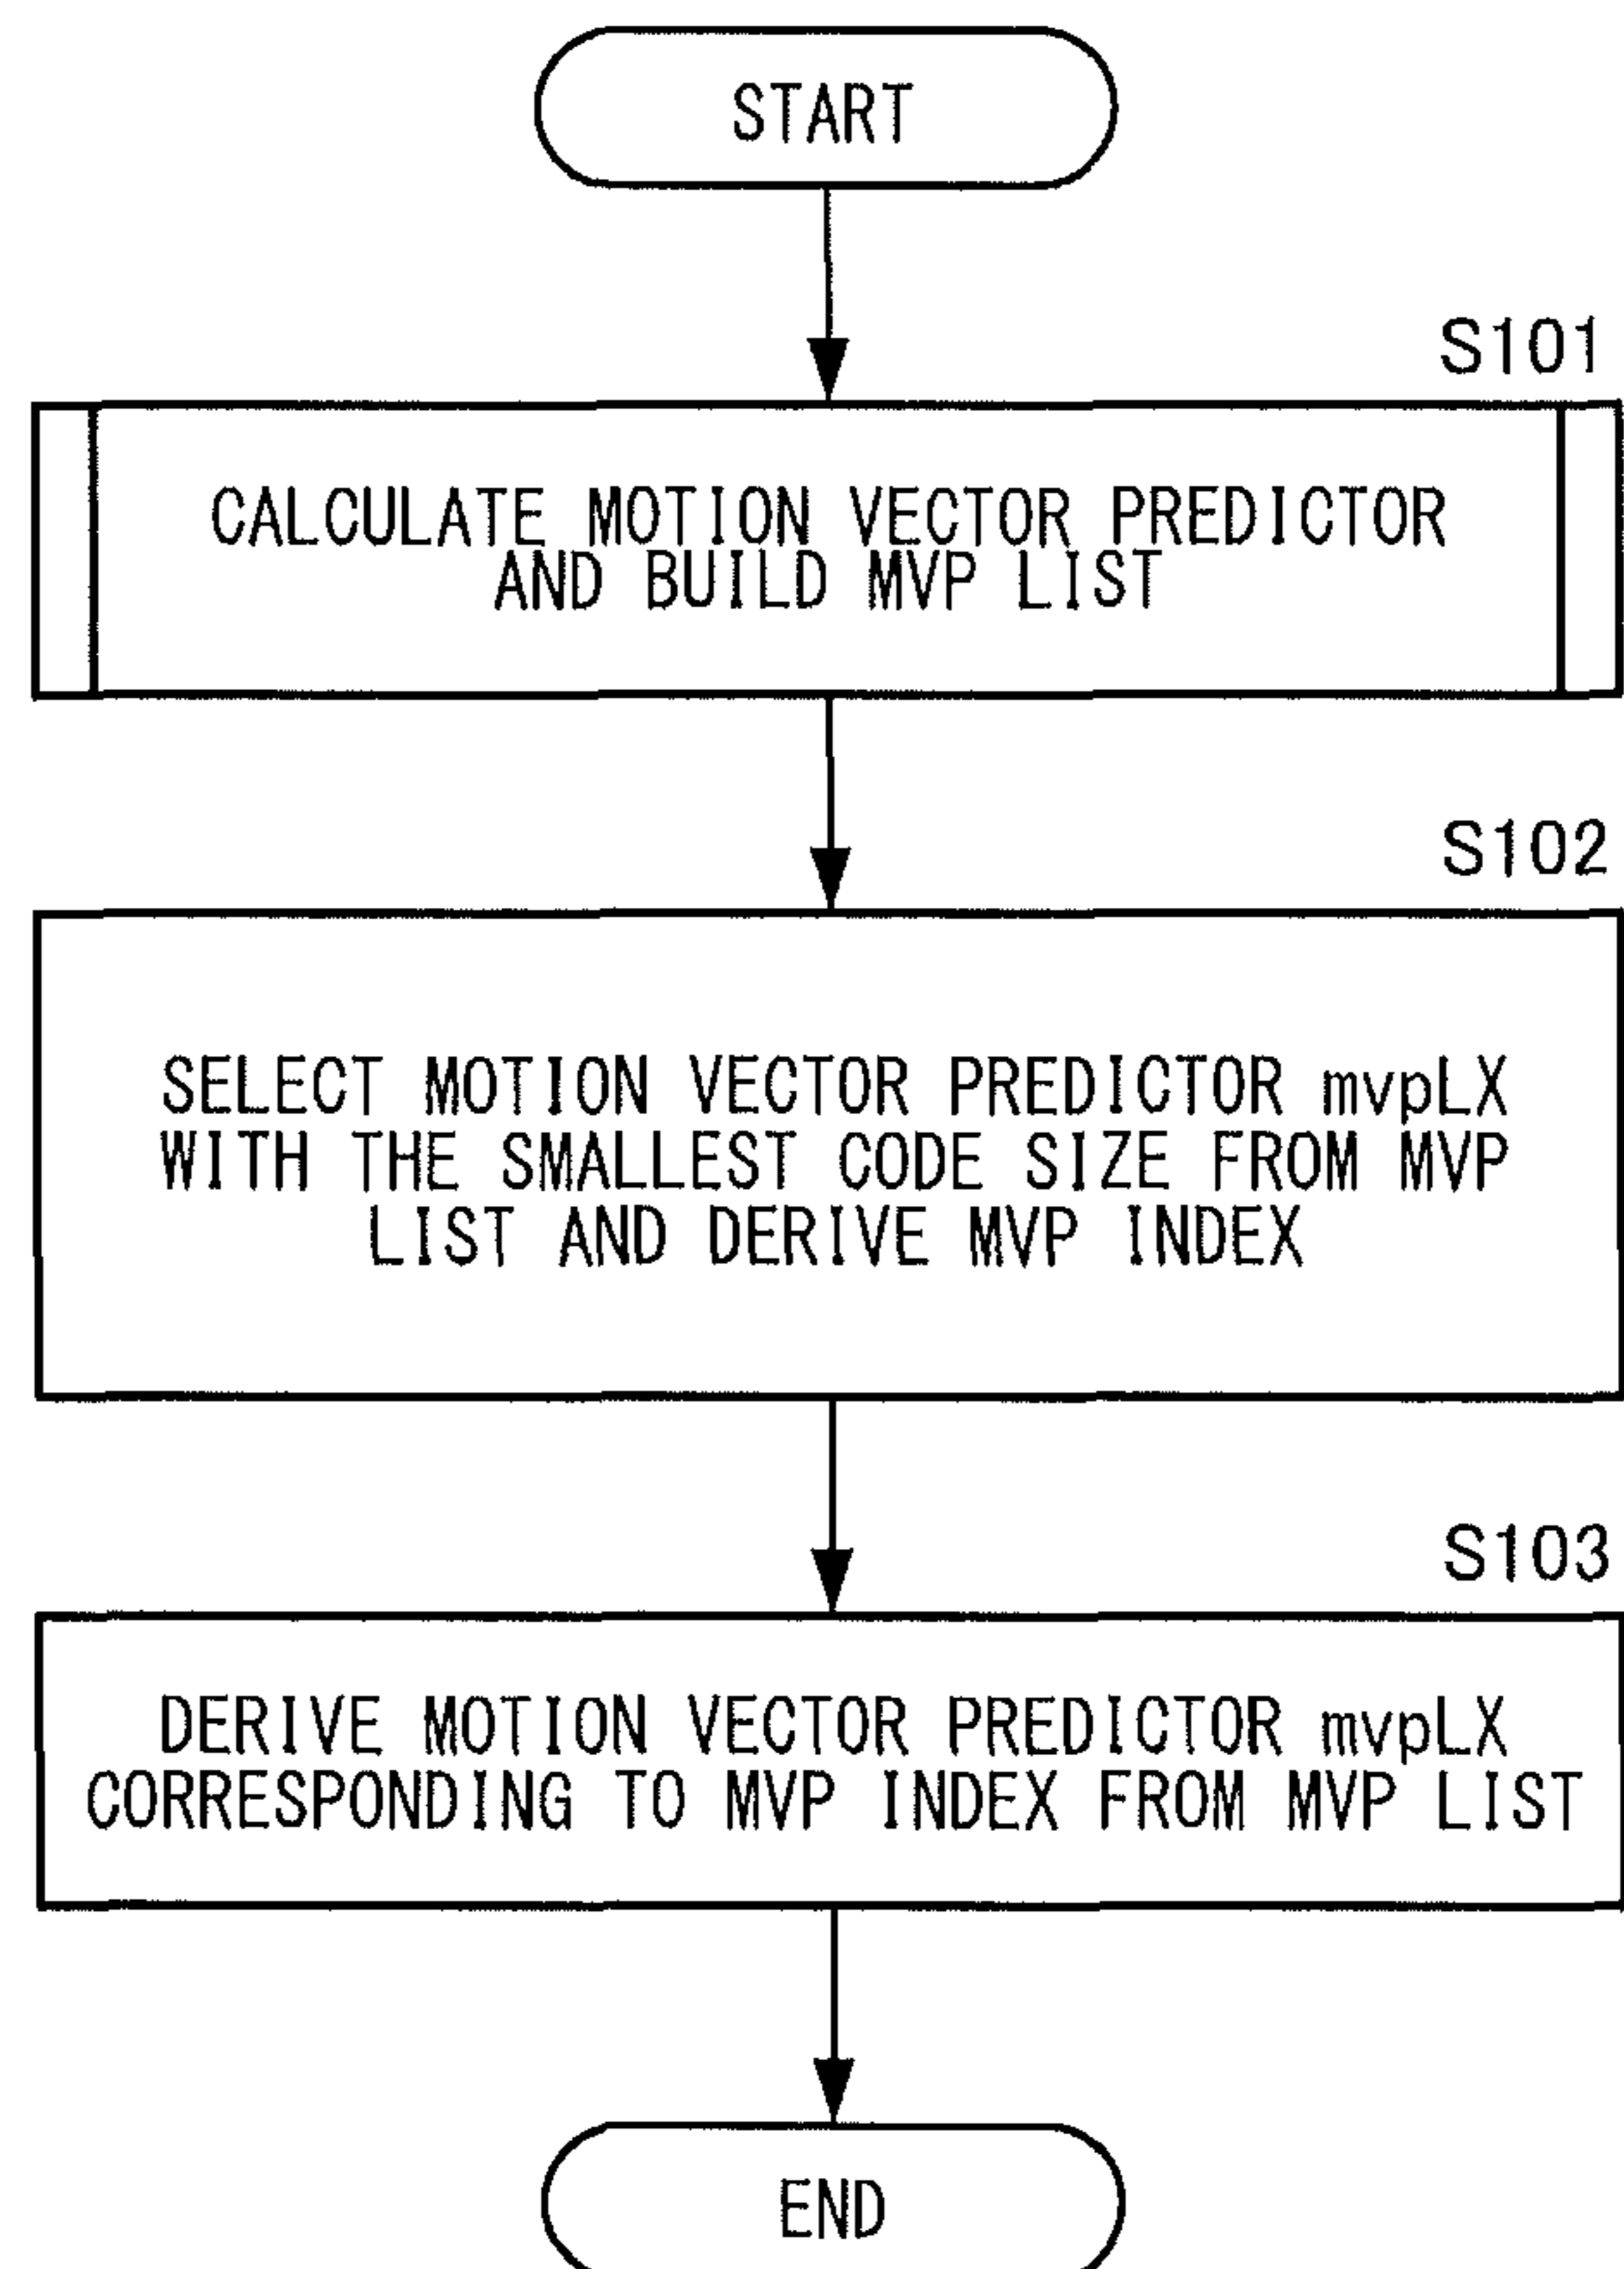 START
S101
CALCULATE MOTION VECTOR PREDICTOR
AND BUILD MVP LIST
S102
SELECT MOTION VECTOR PREDICTOR mvpLX
WITH THE SMALLEST CODE SIZE FROM MVP
LIST AND DERIVE MVP INDEX
S103
DERIVE MOTION VECTOR PREDICTOR mvpLX
CORRESPONDING TO MVP INDEX FROM MVP LIST
END